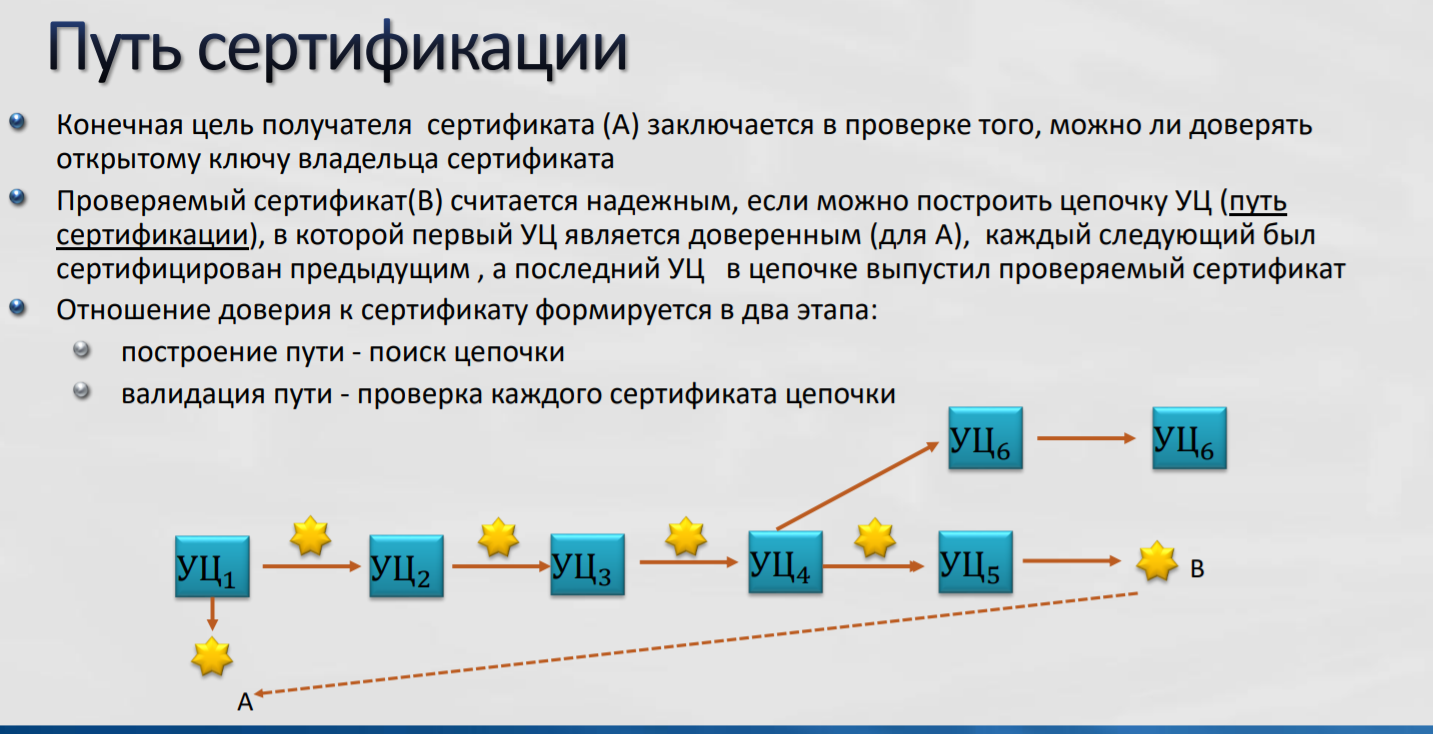 Путь сертификации
Конечная цель получателя сертификата (А) заключается в проверке того, можно ли доверять
открытому ключу владельца сертификата
Проверяемый сертификат(В) считается надежным, если можно построить цепочку УЦ (путь
сертификации), в которой первый УЦ является доверенным (для А), каждый следующий был
сертифицирован предыдущим , а последний УЦ в цепочке выпустил проверяемый сертификат
Отношение доверия к сертификату формируется в два этапа:
построение пути - поиск цепочки
валидация пути - проверка каждого сертификата цепочки
УЦ₆
УЦ₆
УЦ₁
УЦ₂
УЦ₃
УЦ₄
УЦ₅
В
А